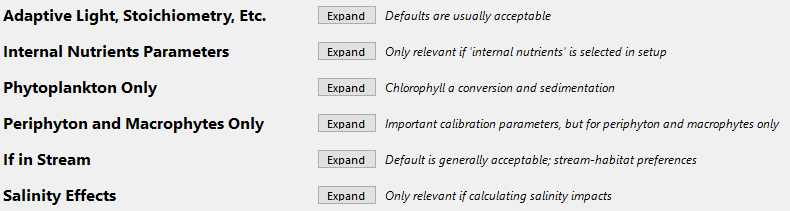 Adaptive Light, Stoichiometry, Etc. Expand Defaults are usually acceptable
Internal Nutrients Parameters Expand Only relevant if 'internal nutrients' is selected in setup
Phytoplankton Only Expand Chlorophyll a conversion and sedimentation
Periphyton and Macrophytes Only Expand Important calibration parameters, but for periphyton and macrophytes only
If in Stream Expand Default is generally acceptable; stream-habitat preferences
Salinity Effects Expand Only relevant if calculating salinity impacts